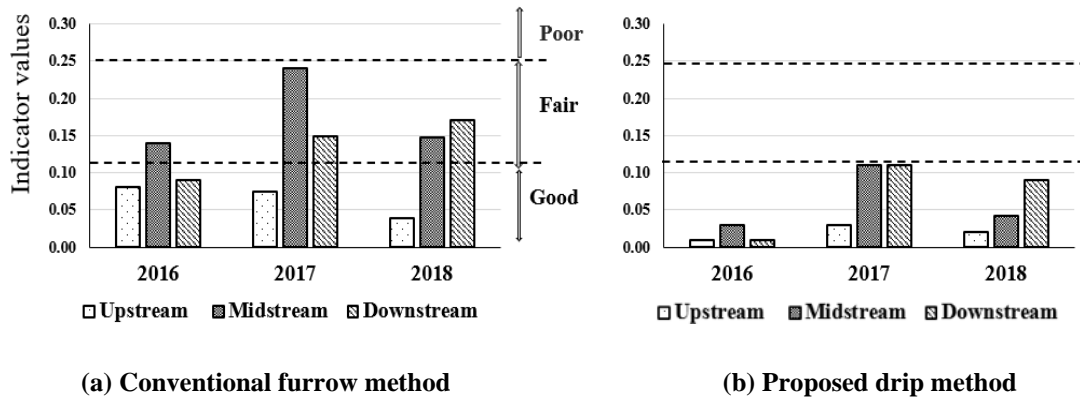 Indicator values
0.30
0.25
0.20
0.15
0.10
0.05
0.00
Poor
Fair
Good
2016 2017 2018
Upstream Midstream Downstream
(a) Conventional furrow method
0.30
0.25
0.20
0.15
0.10
0.05
0.00
2016 2017 2018
Upstream Midstream Downstream
(b) Proposed drip method